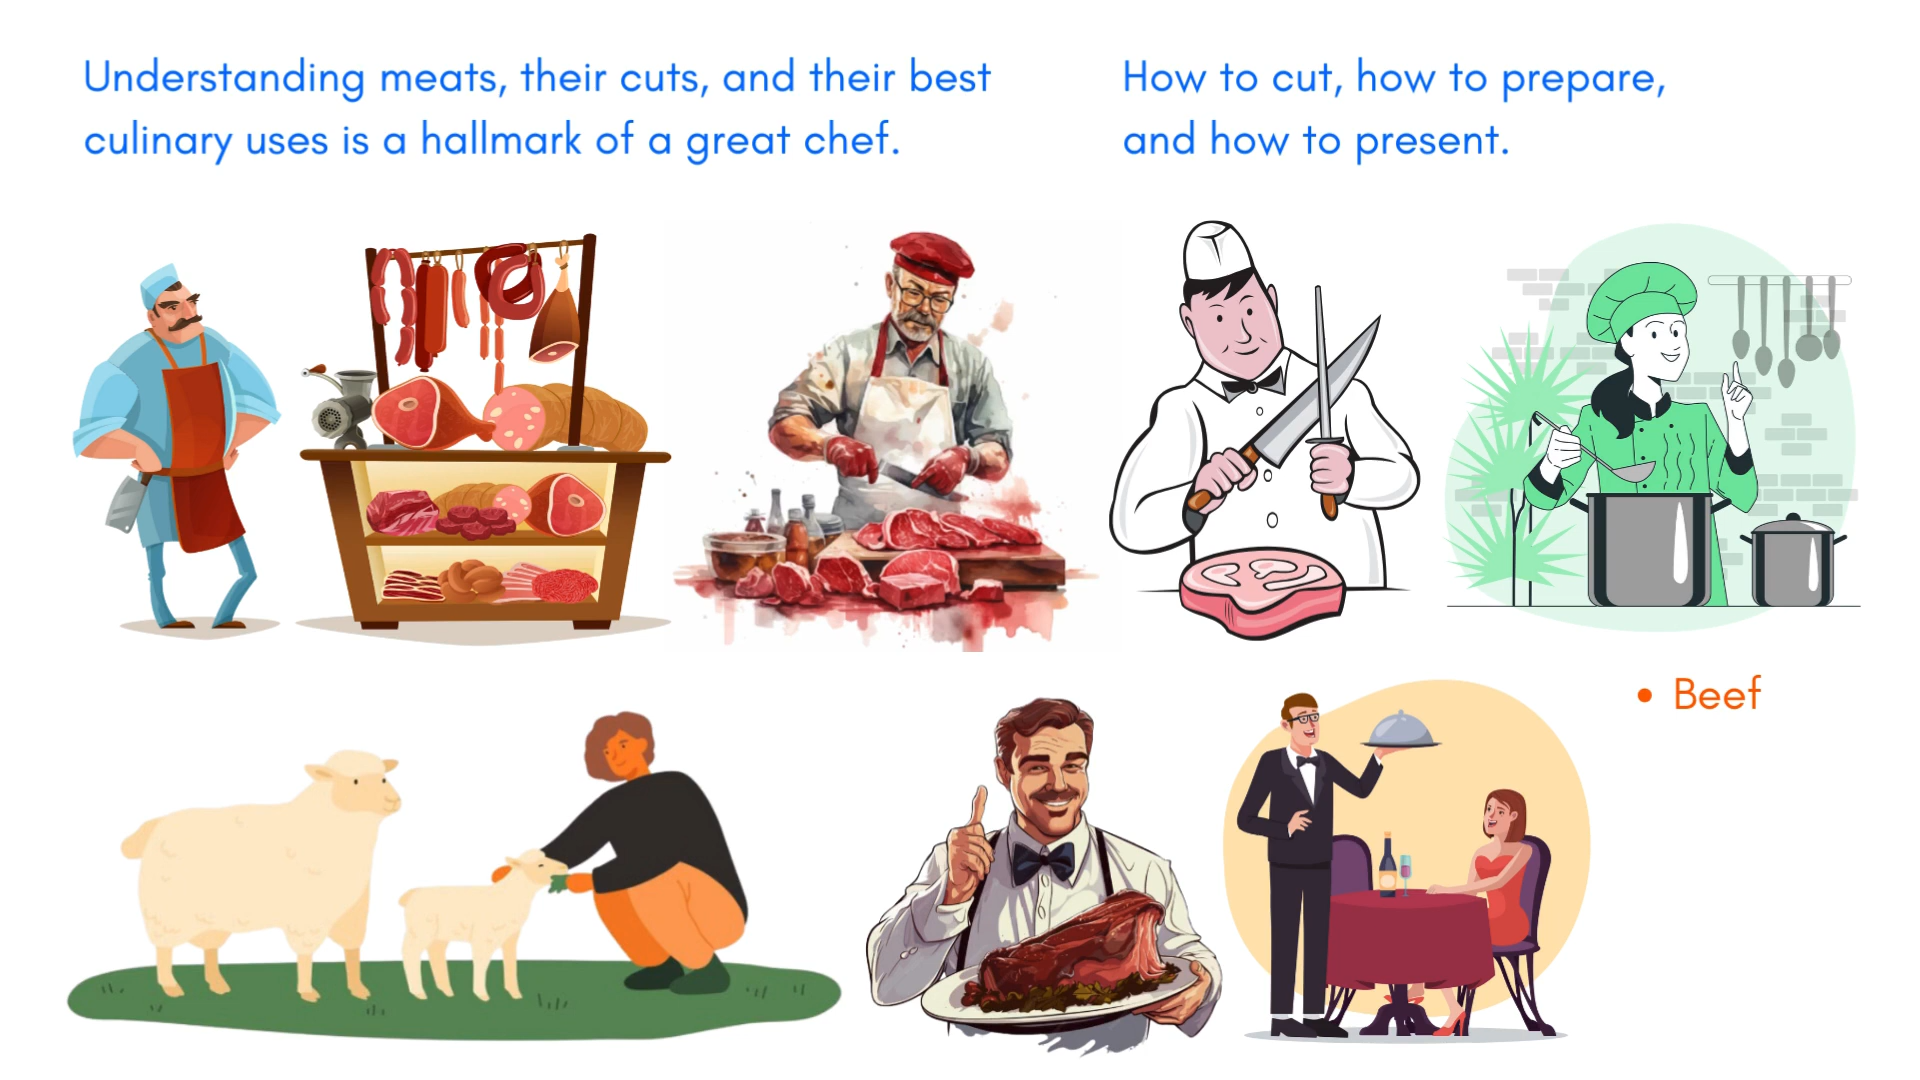 Understanding meats, their cuts, and their best
culinary uses is a hallmark of a great chef.
How to cut, how to prepare,
and how to present.
• Beef